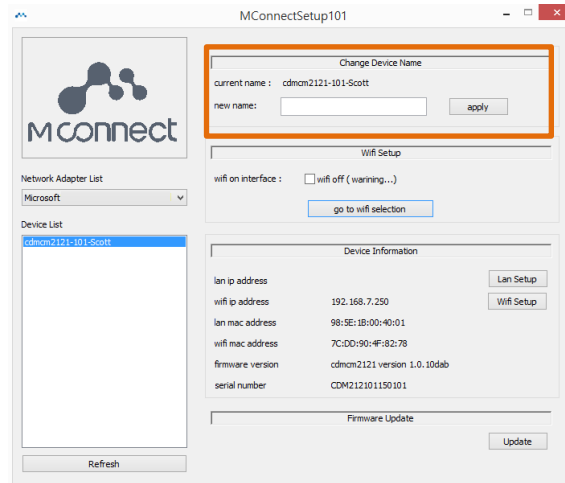 MConnectSetup101
mconnect
Network Adapter List
Microsoft
Device List
cdmcm2121-101-Scott
Refresh
Change Device Name
current name : cdmcm2121-101-Scott
new name: apply
Wifi Setup
wifi on interface : wifi off ( warining...)
go to wifi selection
Device Information
lan ip address Lan Setup
wifi ip address 192.168.7.250 Wifi Setup
lan mac address 98:5E:1B:00:40:01
wifi mac address 7C:DD:90:4F:82:78
firmware version cdmcm2121 version 1.0.10dab
serial number CDM212101150101
Firmware Update
Update